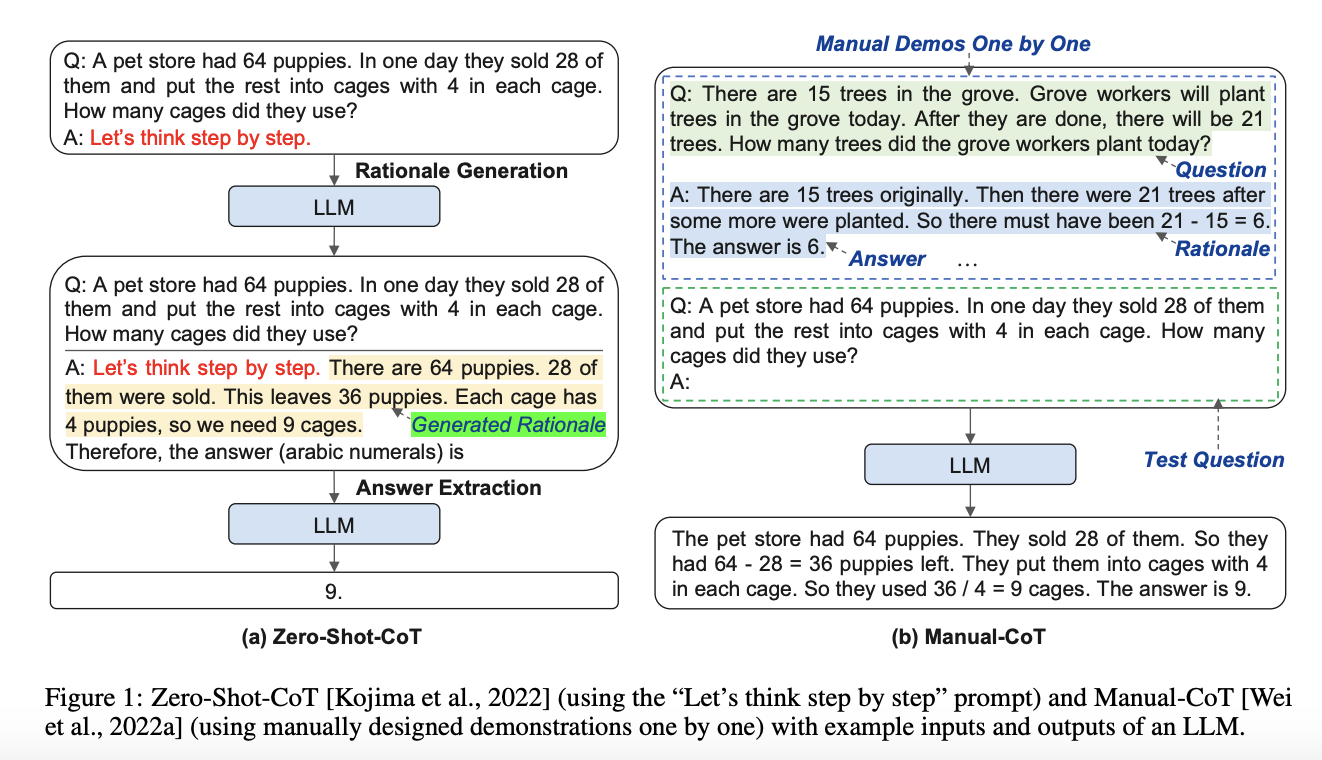 Q: A pet store had 64 puppies. In one day they sold 28 of
them and put the rest into cages with 4 in each cage.
How many cages did they use?
A: Let's think step by step.
Rationale Generation
LLM
Q: A pet store had 64 puppies. In one day they sold 28 of
them and put the rest into cages with 4 in each cage.
How many cages did they use?
A: Let's think step by step. There are 64 puppies. 28 of
them were sold. This leaves 36 puppies. Each cage has
4 puppies, so we need 9 cages.
Generated Rationale
Therefore, the answer (arabic numerals) is
Answer Extraction
LLM
9.
(a) Zero-Shot-CoT
Manual Demos One by One
Q: There are 15 trees in the grove. Grove workers will plant
trees in the grove today. After they are done, there will be 21
trees. How many trees did the grove workers plant today?
Question
A: There are 15 trees originally. Then there were 21 trees after
some more were planted. So there must have been 21 - 15 = 6.
The answer is 6.
Rationale
Answer
...
Q: A pet store had 64 puppies. In one day they sold 28 of them
and put the rest into cages with 4 in each cage. How many
cages did they use?
A:
LLM
Test Question
The pet store had 64 puppies. They sold 28 of them. So they
had 64 - 28 = 36 puppies left. They put them into cages with 4
in each cage. So they used 36 / 4 = 9 cages. The answer is 9.
(b) Manual-CoT
Figure 1: Zero-Shot-CoT [Kojima et al., 2022] (using the “Let’s think step by step” prompt) and Manual-CoT [Wei
et al., 2022a] (using manually designed demonstrations one by one) with example inputs and outputs of an LLM.